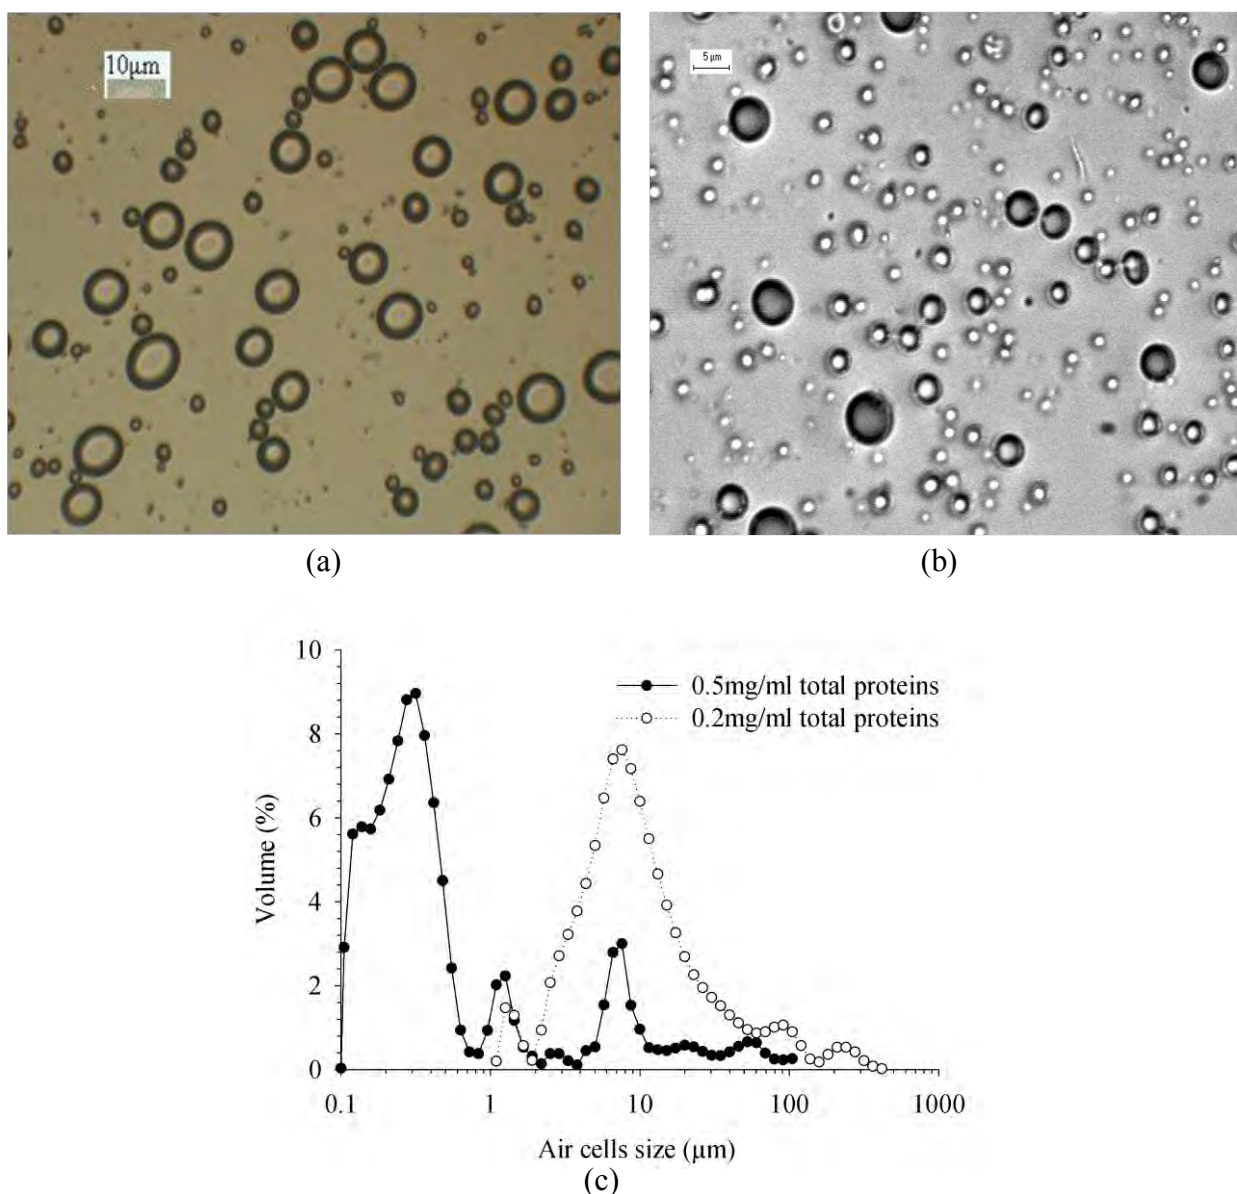 10µm
5 µm
(a)
(b)
10
8
6
4
2
0
Volume (%)
0.5mg/ml total proteins
0.2mg/ml total proteins
0.1
1
10
100
1000
Air cells size (µm)
(c)